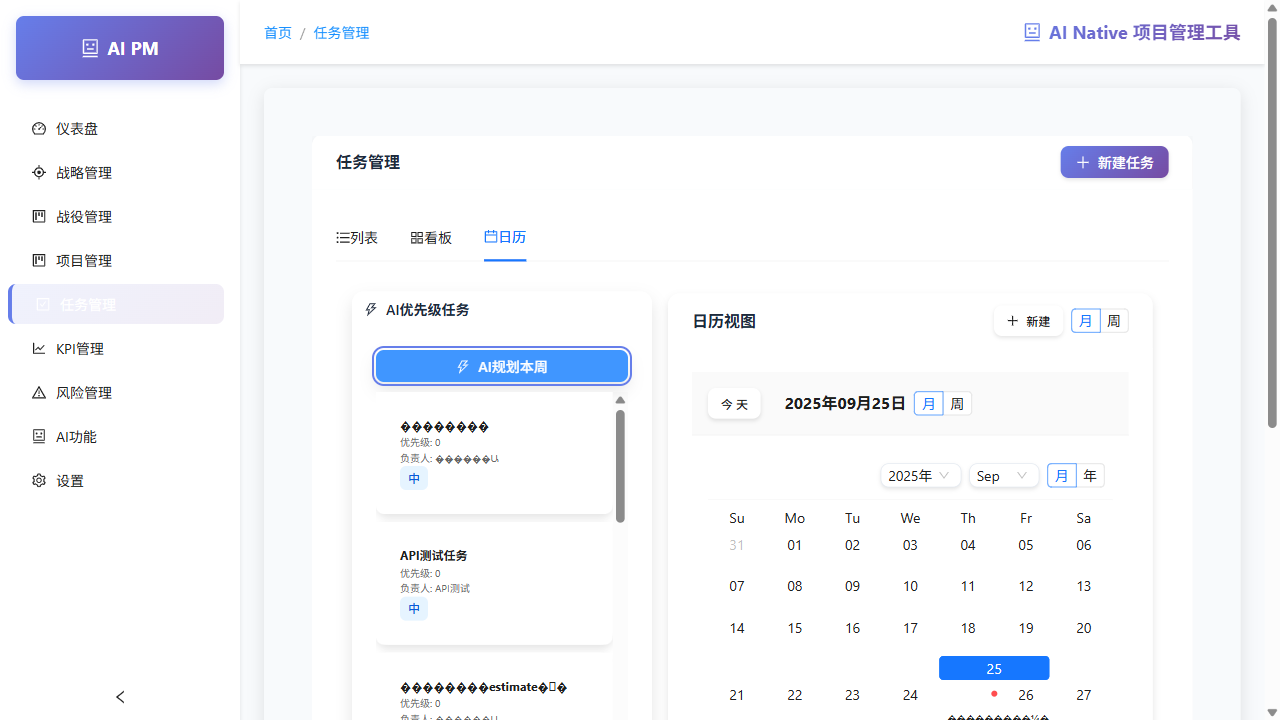 AI PM
首页 / 任务管理
AI Native 项目管理工具
仪表盘
战略管理
战役管理
项目管理
任务管理
KPI管理
风险管理
AI功能
设置
任务管理
新建任务
列表
看板
日历
AI优先级任务
AI规划本周
��������
优先级: 0
负责人: ������Ա
中
API测试任务
优先级: 0
负责人: API测试
中
��������estimate�
优先级: 0
日历视图
新建
月 周
今天
2025年09月25日
月 周
2025年
Sep
月 年
Su Mo Tu We Th Fr Sa
31 01 02 03 04 05 06
07 08 09 10 11 12 13
14 15 16 17 18 19 20
21 22 23 24 25 26 27